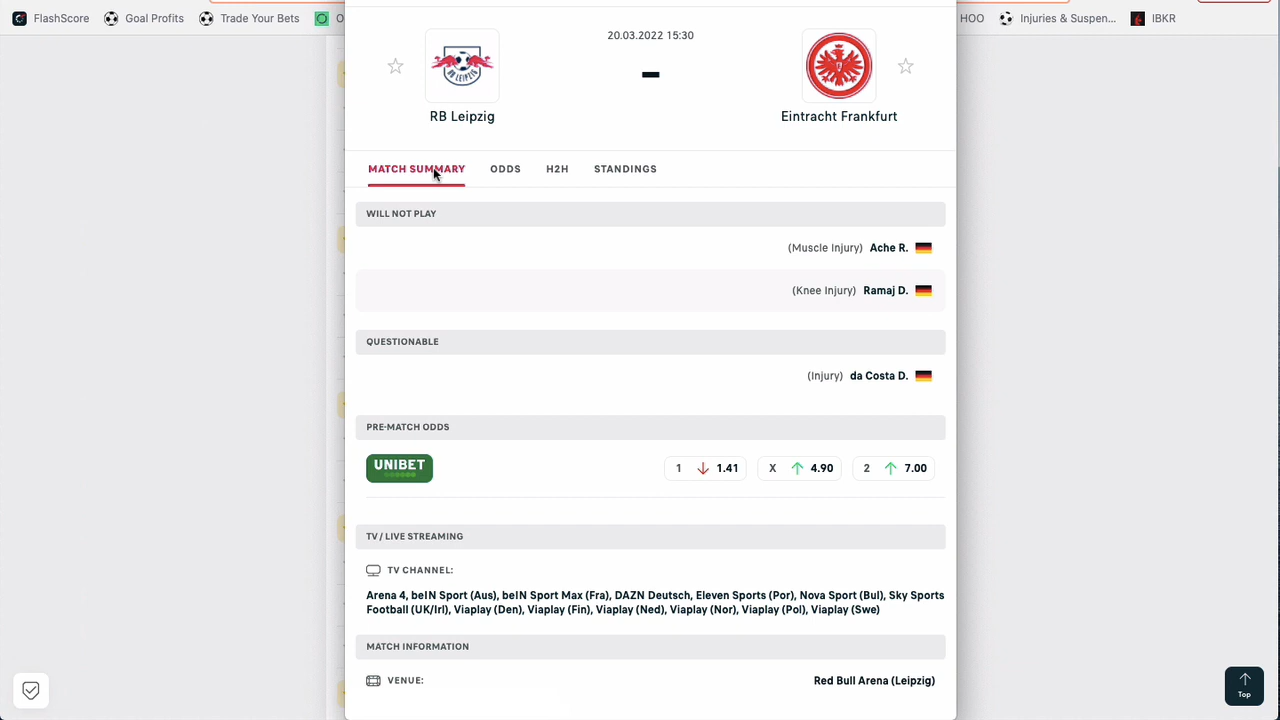 FlashScore
Goal Profits
Trade Your Bets
HOO
Injuries & Suspen...
IBKR
20.03.2022 15:30
RB LEIPZIG
-
RB Leipzig
Eintracht Frankfurt
MATCH SUMMARY
ODDS
H2H
STANDINGS
WILL NOT PLAY
(Muscle Injury) Ache R.
(Knee Injury) Ramaj D.
QUESTIONABLE
(Injury) da Costa D.
PRE-MATCH ODDS
UNIBET
1 1.41
X 4.90
2 7.00
TV / LIVE STREAMING
TV CHANNEL:
Arena 4, beIN Sport (Aus), beIN Sport Max (Fra), DAZN Deutsch, Eleven Sports (Por), Nova Sport (Bul), Sky Sports
Football (UK/Irl), Viaplay (Den), Viaplay (Fin), Viaplay (Ned), Viaplay (Nor), Viaplay (Pol), Viaplay (Swe)
MATCH INFORMATION
VENUE:
Red Bull Arena (Leipzig)
Top